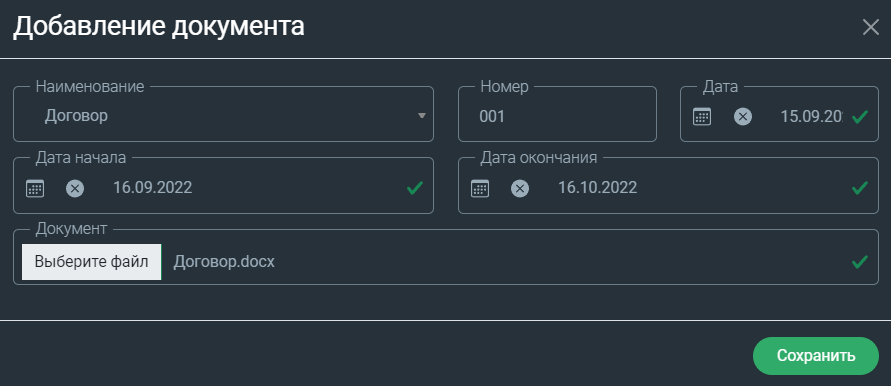 Добавление документа
Наименование
Номер
Дата
Договор
001
15.09.20
Дата начала
Дата окончания
16.09.2022
16.10.2022
Документ
Выберите файл
Договор.docx
Сохранить